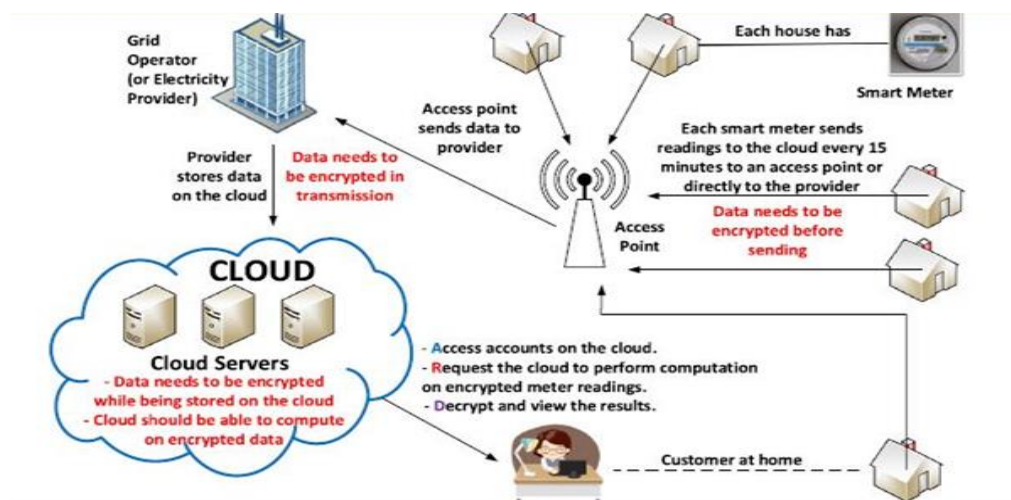 Grid
Operator
(or Electricity
Provider)
Each house has
Smart Meter
Access point
sends data to
provider
Each smart meter sends
readings to the cloud every 15
minutes to an access point or
directly to the provider
Data needs to be
encrypted before
sending
Provider
stores data
on the cloud
Data needs to
be encrypted in
transmission
Access
Point
CLOUD
Cloud Servers
- Data needs to be encrypted
while being stored on the cloud
- Cloud should be able to compute
on encrypted data
- Access accounts on the cloud.
- Request the cloud to perform computation
on encrypted meter readings.
- Decrypt and view the results.
Customer at home